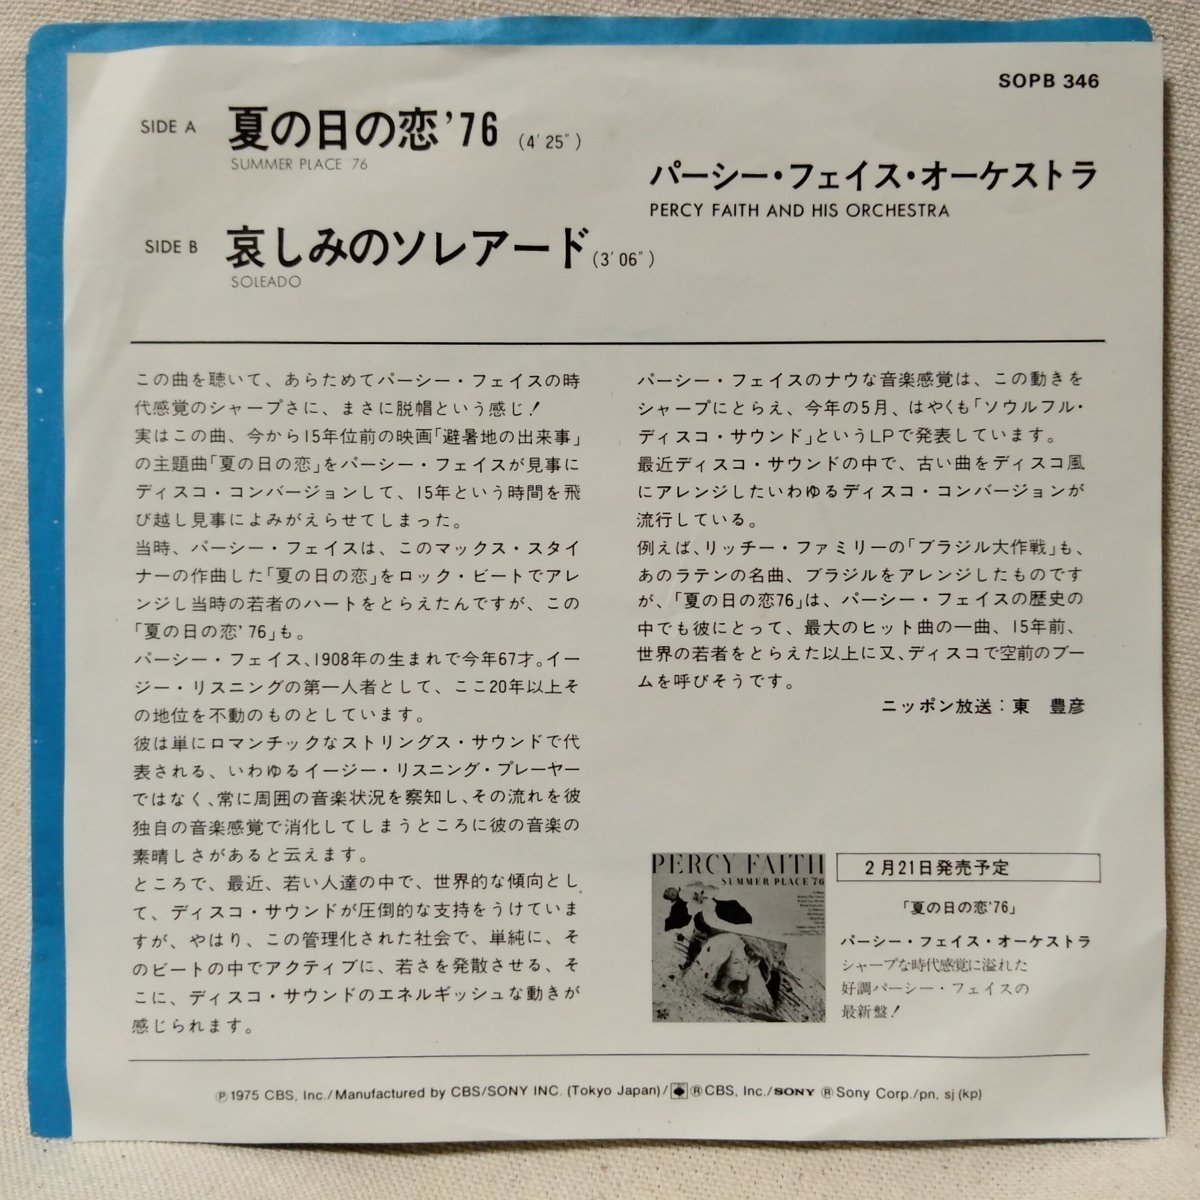 SOPB 346
SIDE A 夏の日の恋'76 (4′25″)
SUMMER PLACE '76
パーシー・フェイス・オーケストラ
PERCY FAITH AND HIS ORCHESTRA
SIDE B 哀しみのソレアード (3′06″)
SOLEADO
この曲を聴いて、あらためてパーシー・フェイスの時
代感覚のシャープさに、まさに脱帽という感じ!
実はこの曲、今から15年位前の映画「避暑地の出来事」
の主題曲「夏の日の恋」をパーシー・フェイスが見事に
ディスコ・コンバージョンして、15年という時間を飛
び越し見事によみがえらせてしまった。
当時、パーシー・フェイスは、このマックス・スタイ
ナーの作曲した「夏の日の恋」をロック・ビートでアレ
ンジし当時の若者のハートをとらえたんですが、この
「夏の日の恋'76」も。
パーシー・フェイス、1908年の生まれで今年67才。イー
ジー・リスニングの第一人者として、ここ20年以上そ
の地位を不動のものとしています。
彼は単にロマンチックなストリングス・サウンドで代
表される、いわゆるイージー・リスニング・プレーヤー
ではなく、常に周囲の音楽状況を察知し、その流れを彼
独自の音楽感覚で消化してしまうところに彼の音楽の
素晴しさがあると云えます。
ところで、最近、若い人達の中で、世界的な傾向とし
て、ディスコ・サウンドが圧倒的な支持をうけていま
すが、やはり、この管理化された社会で、単純に、そ
のビートの中でアクティブに、若さを発散させる、そ
こに、ディスコ・サウンドのエネルギッシュな動きが
感じられます。
パーシー・フェイスのナウな音楽感覚は、この動きを
シャープにとらえ、今年の5月、はやくも「ソウルフル・
ディスコ・サウンド」というLPで発表しています。
最近ディスコ・サウンドの中で、古い曲をディスコ風
にアレンジしたいわゆるディスコ・コンバージョンが
流行している。
例えば、リッチー・ファミリーの「ブラジル大作戦」も、
あのラテンの名曲、ブラジルをアレンジしたものです
が、「夏の日の恋76」は、パーシー・フェイスの歴史の
中でも彼にとって、最大のヒット曲の一曲、15年前、
世界の若者をとらえた以上に又、ディスコで空前のブー
ムを呼びそうです。
ニッポン放送：東　豊彦
PERCY FAITH
SUMMER PLACE '76
2月21日発売予定
「夏の日の恋'76」
パーシー・フェイス・オーケストラ
シャープな時代感覚に溢れた
好調パーシー・フェイスの
最新盤!
Ⓟ1975 CBS, Inc./Manufactured by CBS/SONY INC. (Tokyo Japan)/ ® CBS, Inc./SONY ® Sony Corp./pn, sj (kp)